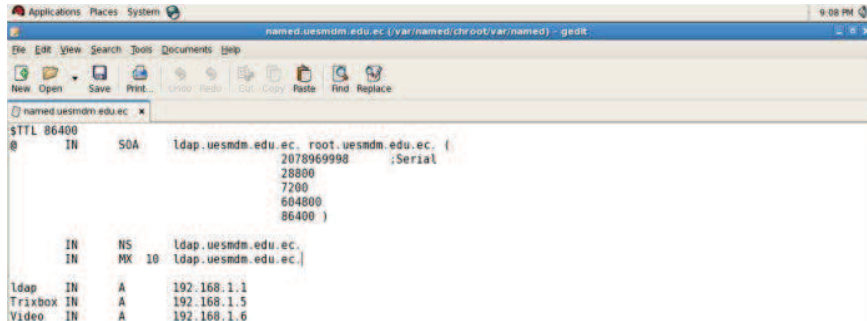 Applications Places System 9:08 PM
named.uesmdm.edu.ec (/var/named/chroot/var/named) - gedit
File Edit View Search Tools Documents Help
New Open Save Print... Undo Redo Cut Copy Paste Find Replace
named.uesmdm.edu.ec
$TTL 86400
@ IN SOA ldap.uesmdm.edu.ec. root.uesmdm.edu.ec. (
2078969998 ;Serial
28800
7200
604800
86400 )
IN NS ldap.uesmdm.edu.ec.
IN MX 10 ldap.uesmdm.edu.ec.
ldap IN A 192.168.1.1
Trixbox IN A 192.168.1.5
Video IN A 192.168.1.6